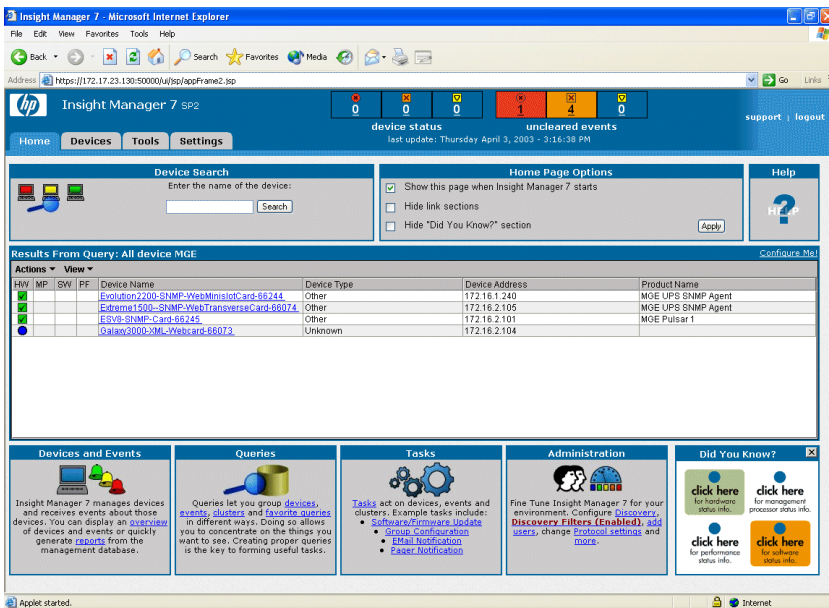 Insight Manager 7 - Microsoft Internet Explorer
File Edit View Favorites Tools Help
Back Search Favorites Media
Address https://172.17.23.130:50000/ui/jsp/appFrame2.jsp Go Links
hp Insight Manager 7 SP2
0 0 0 1 4 0
device status uncleared events
last update: Thursday April 3, 2003 - 3:16:38 PM
support | logout
Home Devices Tools Settings
Device Search
Enter the name of the device:
Search
Home Page Options
Show this page when Insight Manager 7 starts
Hide link sections
Hide "Did You Know?" section
Apply
Help
HELP
Results From Query: All device MGE Configure Me!
Actions View
HW MP SW PF Device Name Device Type Device Address Product Name
Evolution2200-SNMP-WebMinislotCard-66244 Other 172.16.1.240 MGE UPS SNMP Agent
Extreme1500--SNMP-WebTransverseCard-66074 Other 172.16.2.105 MGE UPS SNMP Agent
ESV8-SNMP-Card-66245 Other 172.16.2.101 MGE Pulsar 1
Galaxy3000-XML-Webcard-66073 Unknown 172.16.2.104
Devices and Events
Insight Manager 7 manages devices
and receives events about those
devices. You can display an overview
of devices and events or quickly
generate reports from the
management database.
Queries
Queries let you group devices,
events, clusters and favorite queries
in different ways. Doing so allows
you to concentrate on the things you
want to see. Creating proper queries
is the key to forming useful tasks.
Tasks
Tasks act on devices, events and
clusters. Example tasks include:
• Software/Firmware Update
• Group Configuration
• EMail Notification
• Pager Notification
Administration
Fine Tune Insight Manager 7 for your
environment. Configure Discovery,
Discovery Filters (Enabled), add
users, change Protocol settings and
more.
Did You Know?
click here
for hardware
status info.
click here
for management
processor status info.
click here
for performance
status info.
click here
for software
status info.
Applet started. Internet